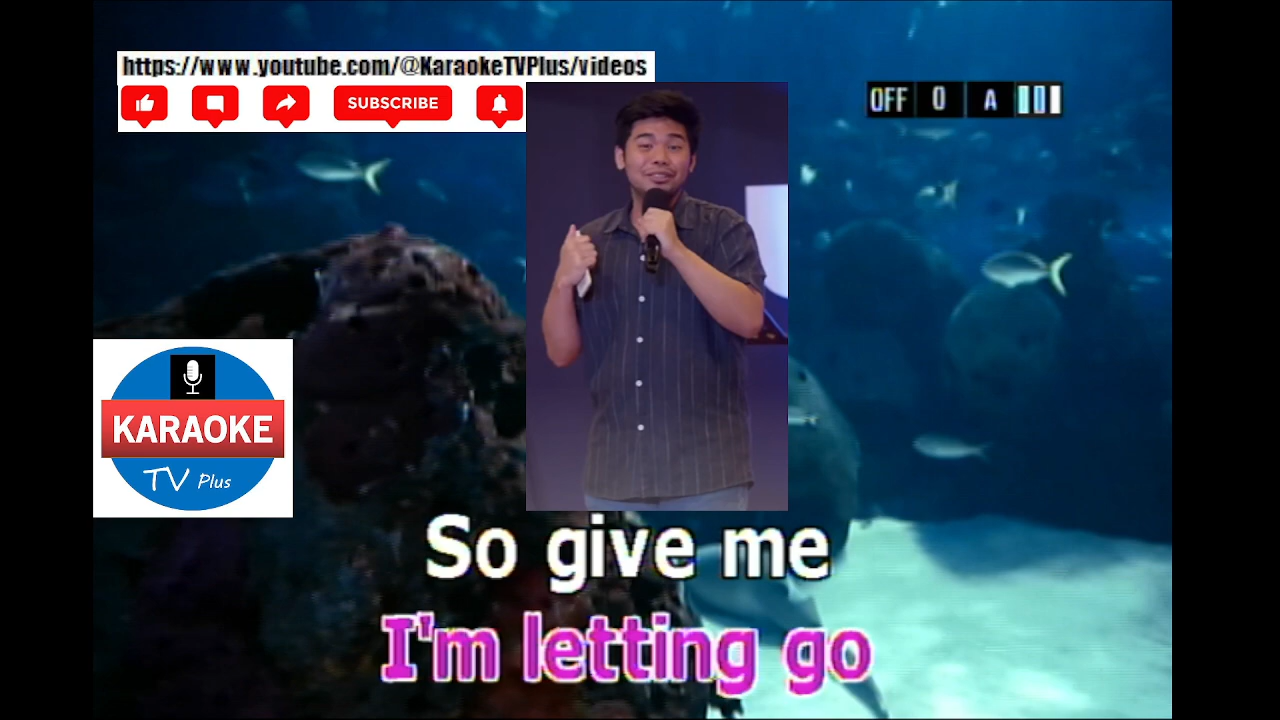 https://www.youtube.com/@KaraokeTVPlus/videos
SUBSCRIBE
OFF 0 A
KARAOKE
TV Plus
So give me
I'm letting go